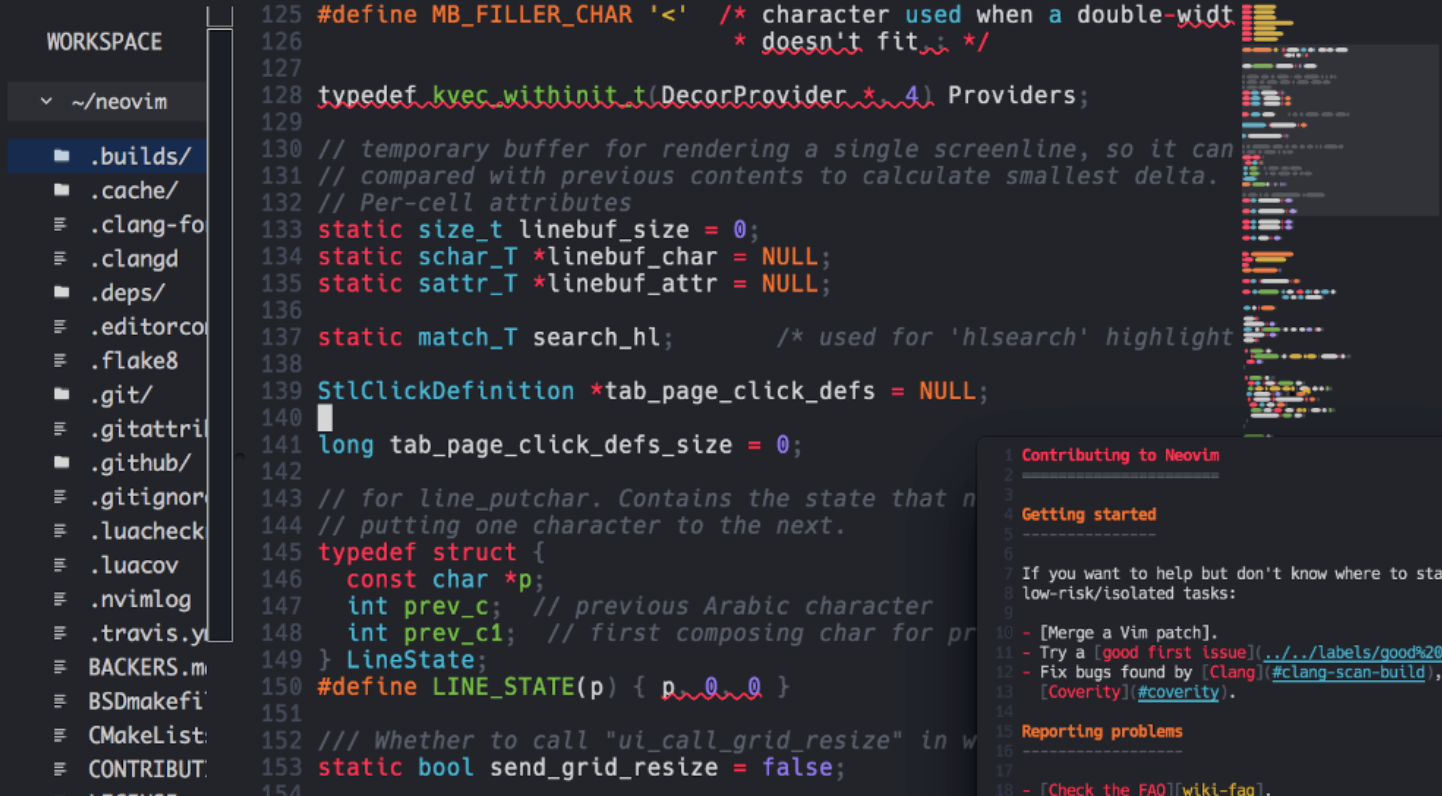 WORKSPACE
~/neovim
.builds/
.cache/
.clang-fo
.clangd
.deps/
.editorco
.flake8
.git/
.gitattri
.github/
.gitignor
.luacheck
.luacov
.nvimlog
.travis.y
BACKERS.m
BSDmakefi
CMakeList
CONTRIBUT
125 #define MB_FILLER_CHAR '<'  /* character used when a double-widt
126                             * doesn't fit. */
127
128 typedef kvec_withinit_t(DecorProvider *, 4) Providers;
129
130 // temporary buffer for rendering a single screenline, so it can
131 // compared with previous contents to calculate smallest delta.
132 // Per-cell attributes
133 static size_t linebuf_size = 0;
134 static schar_T *linebuf_char = NULL;
135 static sattr_T *linebuf_attr = NULL;
136
137 static match_T search_hl;       /* used for 'hlsearch' highlight
138
139 StlClickDefinition *tab_page_click_defs = NULL;
140
141 long tab_page_click_defs_size = 0;
142
143 // for line_putchar. Contains the state that n
144 // putting one character to the next.
145 typedef struct {
146   const char *p;
147   int prev_c;  // previous Arabic character
148   int prev_c1;  // first composing char for pr
149 } LineState;
150 #define LINE_STATE(p) { p, 0, 0 }
151
152 /// Whether to call "ui_call_grid_resize" in w
153 static bool send_grid_resize = false;
154
1 Contributing to Neovim
2 ======================
3
4 Getting started
5 ---------------
6
7 If you want to help but don't know where to sta
8 low-risk/isolated tasks:
9
10 - [Merge a Vim patch].
11 - Try a [good first issue](../../labels/good%20
12 - Fix bugs found by [Clang](#clang-scan-build),
13   [Coverity](#coverity).
14
15 Reporting problems
16 ------------------
17
18 - [Check the FAQ][wiki-faq].